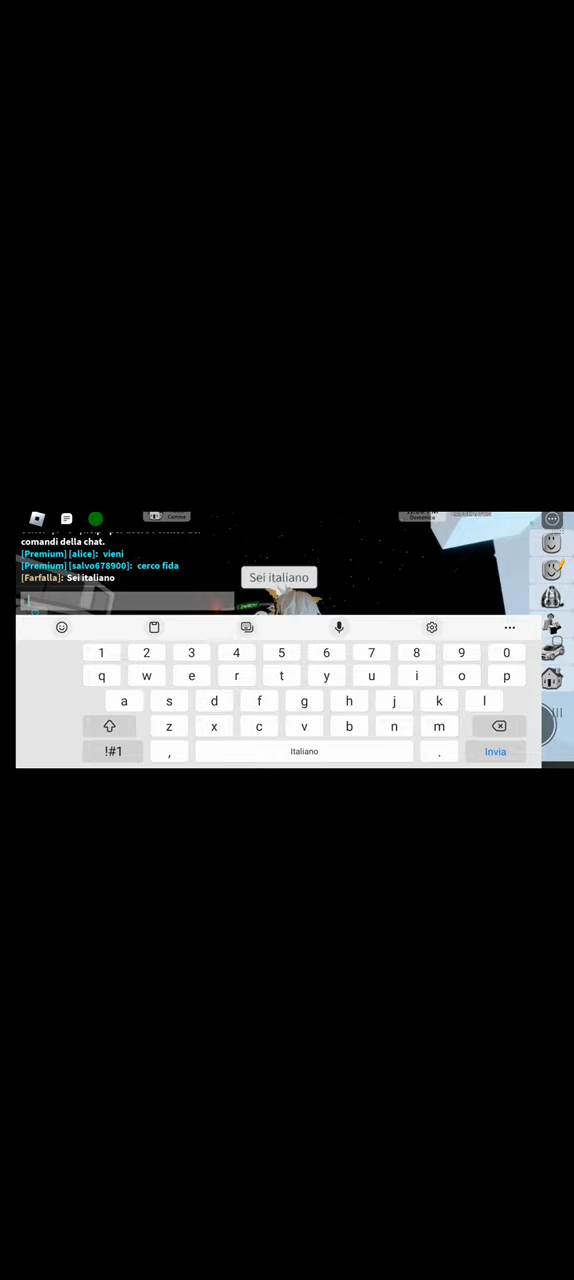 comandi della chat.
[Premium] [alice]: vieni
[Premium] [salvo678900]: cerco fida
[Farfalla]: Sei italiano
Sei italiano
1 2 3 4 5 6 7 8 9 0
q w e r t y u i o p
a s d f g h j k l
z x c v b n m
!#1 , Italiano . Invia